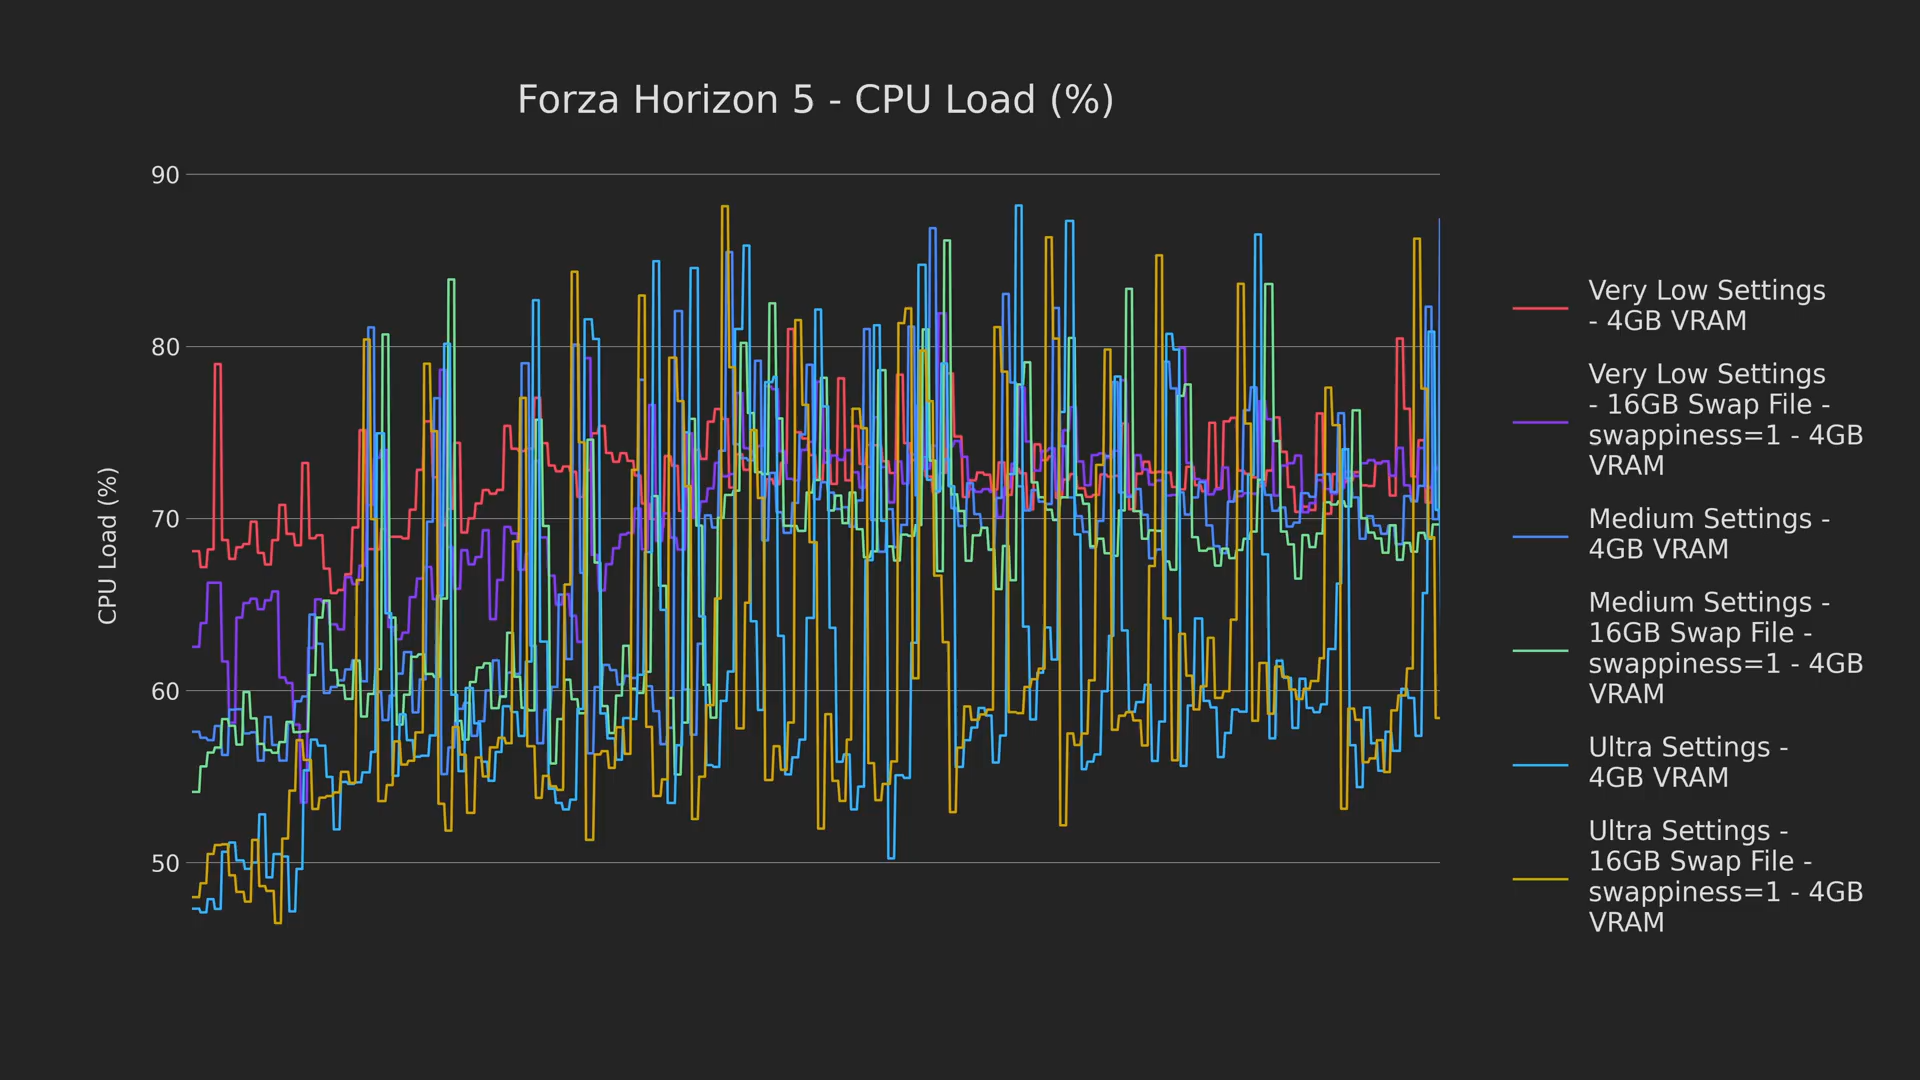 Forza Horizon 5 - CPU Load (%)
CPU Load (%)
90
80
70
60
50
Very Low Settings
- 4GB VRAM
Very Low Settings
- 16GB Swap File -
swappiness=1 - 4GB
VRAM
Medium Settings -
4GB VRAM
Medium Settings -
16GB Swap File -
swappiness=1 - 4GB
VRAM
Ultra Settings -
4GB VRAM
Ultra Settings -
16GB Swap File -
swappiness=1 - 4GB
VRAM